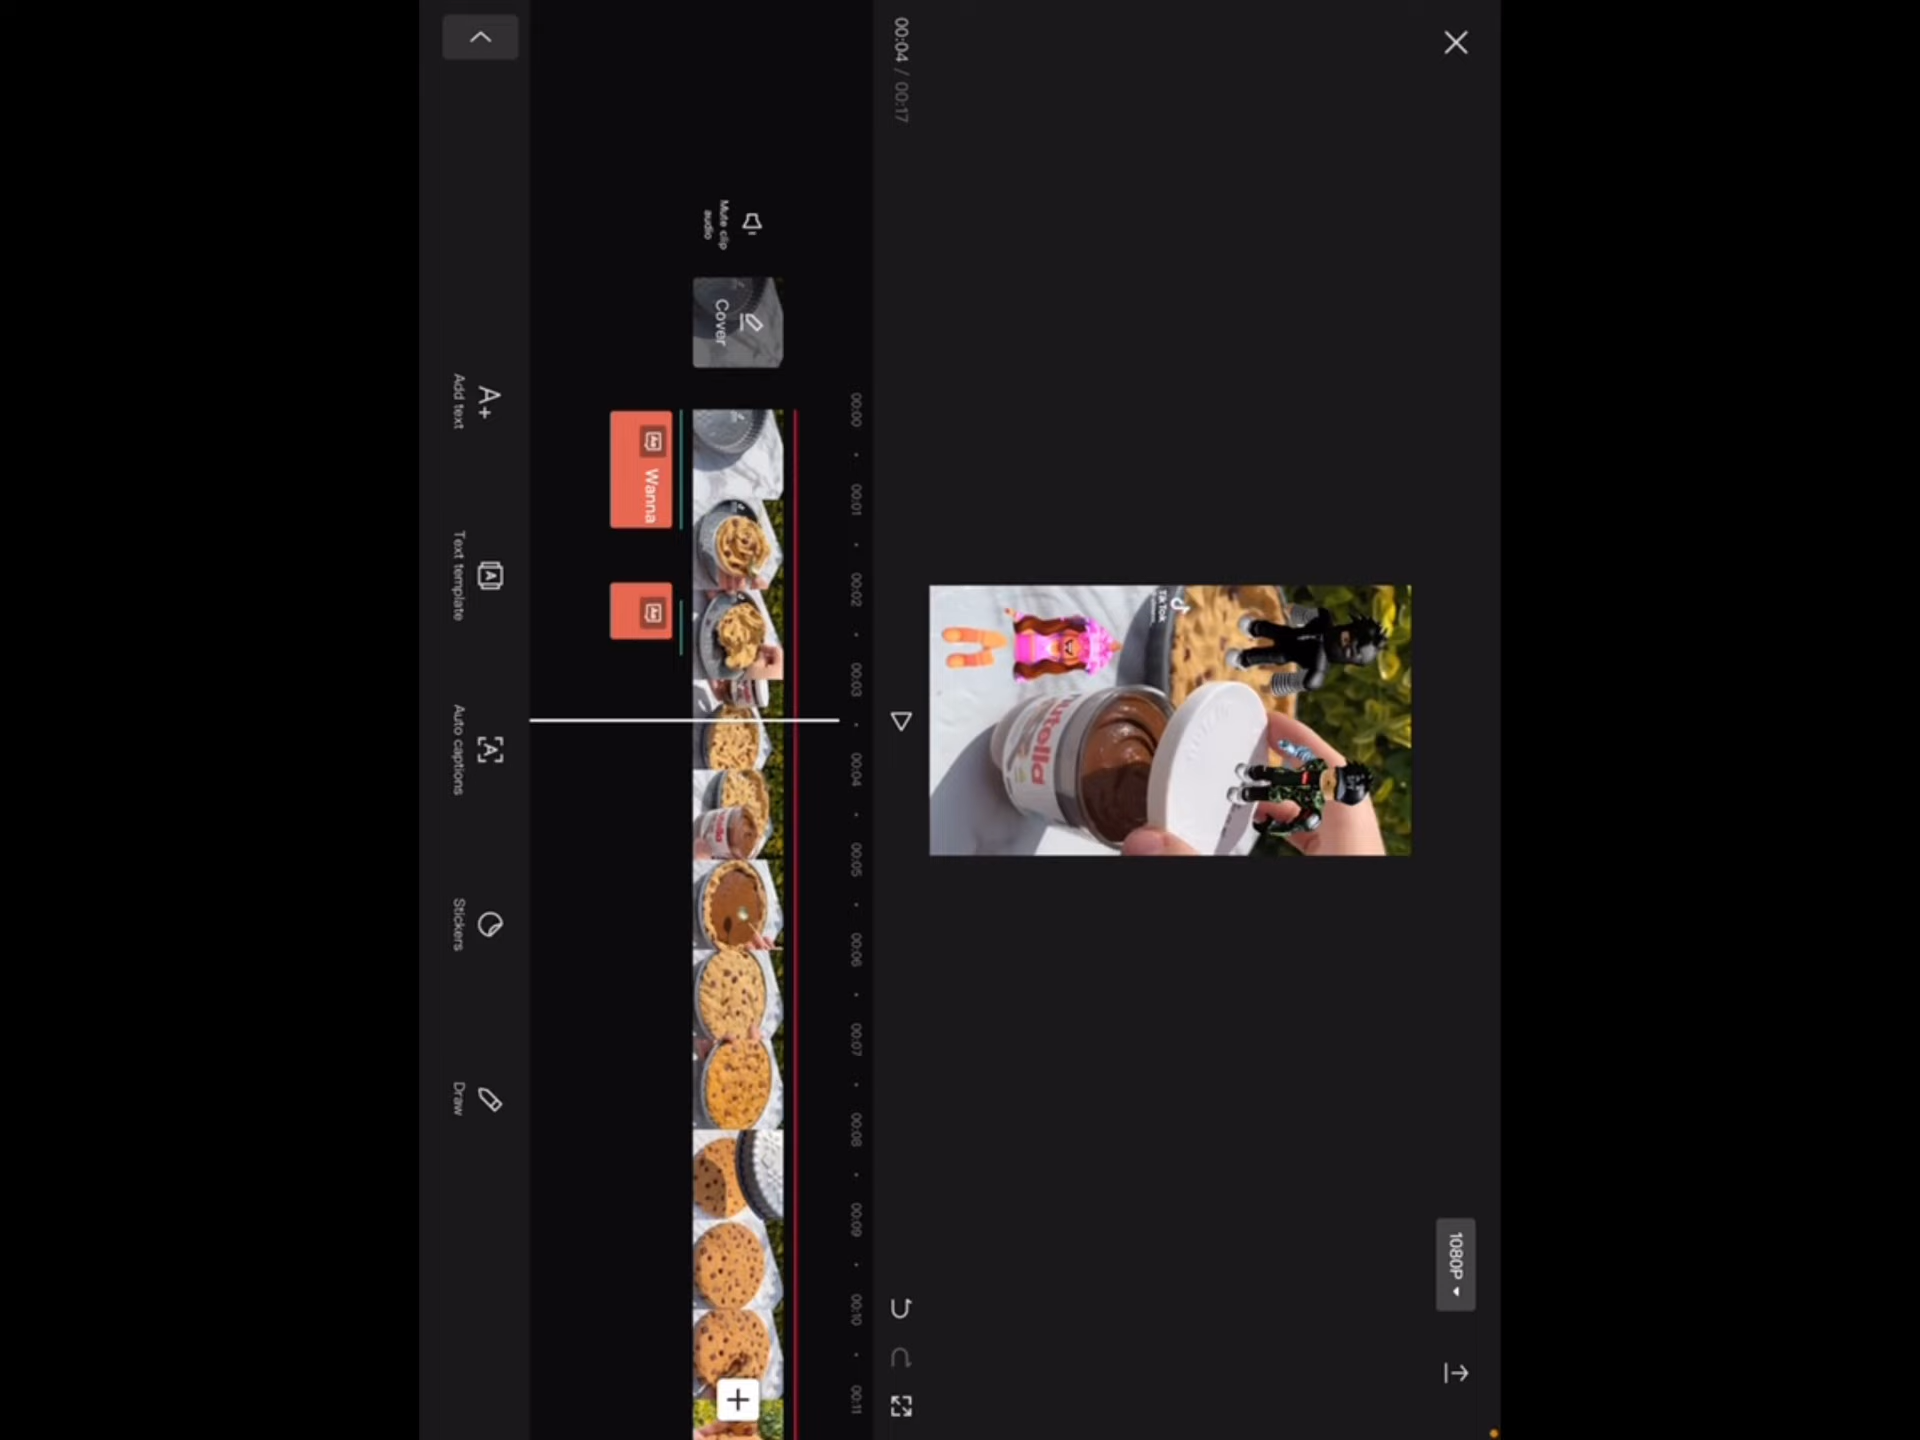 1080P
TikTok
nutella
00:04 / 00:17
00:00
00:01
00:02
00:03
00:04
00:05
00:06
00:07
00:08
00:09
00:10
00:11
Mute clip
audio
Cover
Wanna
Add text
Text template
Auto captions
Stickers
Draw